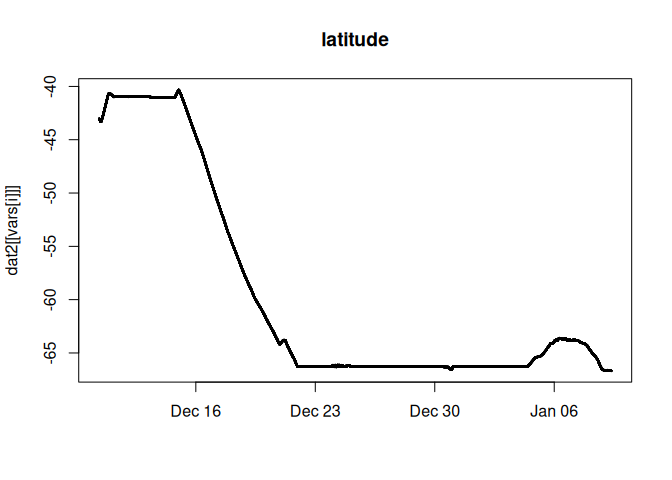 latitude
dat2[[vars[i]]]
-40
-45
-50
-55
-60
-65
Dec 16
Dec 23
Dec 30
Jan 06